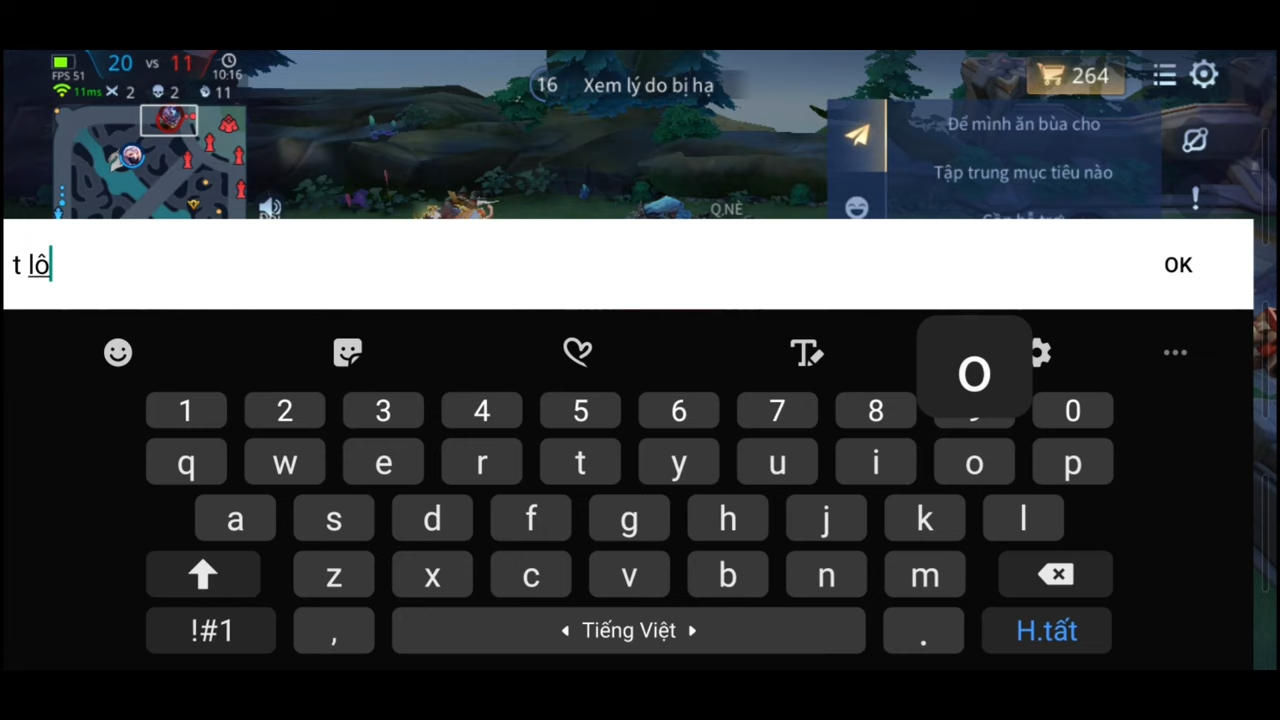 20 vs 11
FPS 51
10:16
11ms 2 2 11
16 Xem lý do bị hạ
264
Để mình ăn bùa cho
Tập trung mục tiêu nào
Q.NÈ
t lô
OK
o
1 2 3 4 5 6 7 8 0
q w e r t y u i o p
a s d f g h j k l
z x c v b n m
!#1 , Tiếng Việt . H.tất